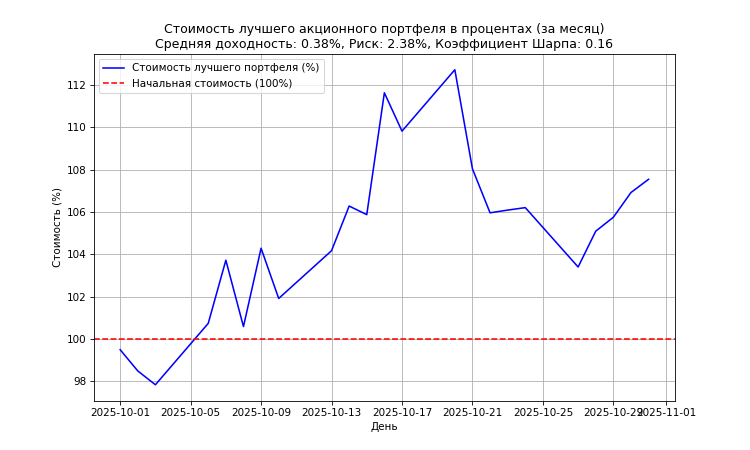 Стоимость лучшего акционного портфеля в процентах (за месяц)
Средняя доходность: 0.38%, Риск: 2.38%, Коэффициент Шарпа: 0.16
Стоимость лучшего портфеля (%)
Начальная стоимость (100%)
Стоимость (%)
112
110
108
106
104
102
100
98
2025-10-01 2025-10-05 2025-10-09 2025-10-13 2025-10-17 2025-10-21 2025-10-25 2025-10-29 2025-11-01
День